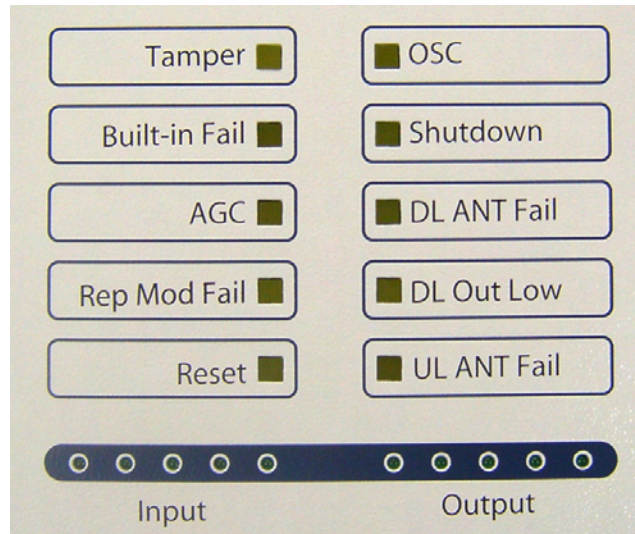 Tamper
OSC
Built-in Fail
Shutdown
AGC
DL ANT Fail
Rep Mod Fail
DL Out Low
Reset
UL ANT Fail
Input
Output